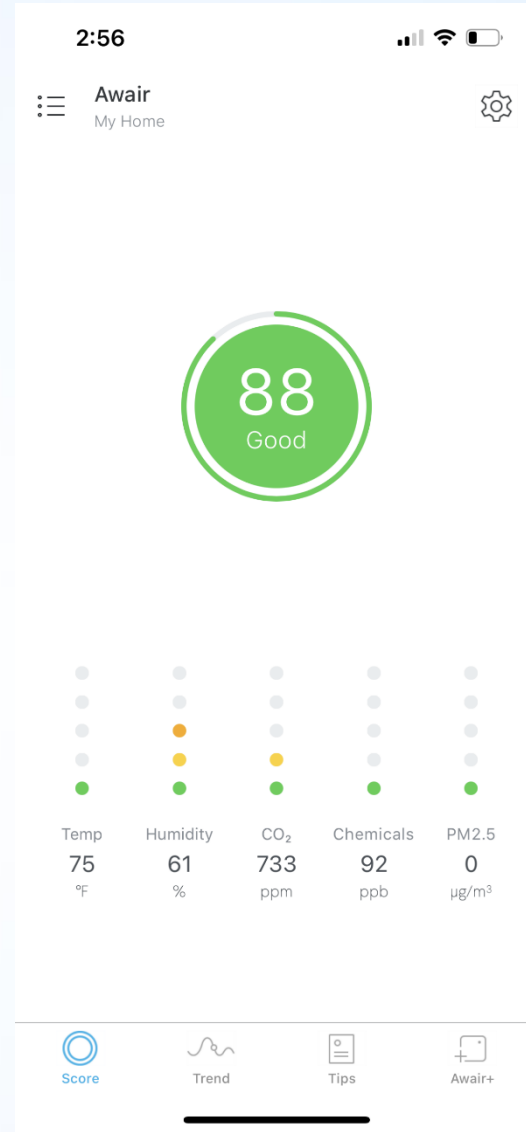 2:56
Awair
My Home
88
Good
Temp Humidity CO₂ Chemicals PM2.5
75 61 733 92 0
°F % ppm ppb µg/m³
Score Trend Tips Awair+